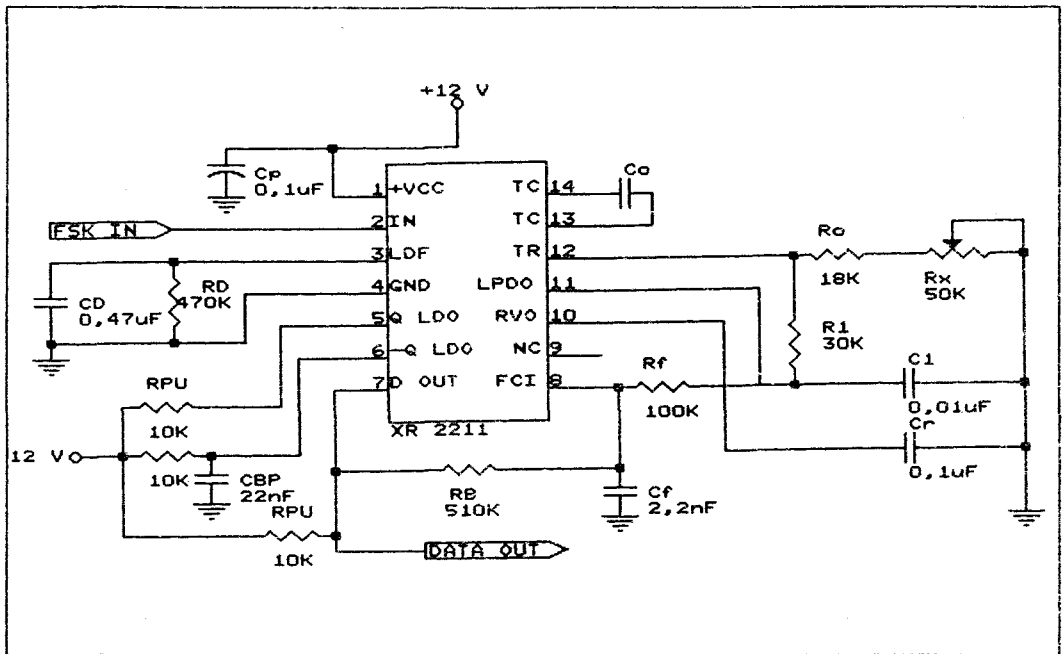 +12 V
Cp
0,1uF
Co
1 +VCC TC 14
2 IN TC 13
FSK IN
3 LDF TR 12
Ro
18K
Rx
50K
4 GND LPDO 11
RD
470K
CD
0,47uF
5 Q LDO RVO 10
R1
30K
6 -Q LDO NC 9
7 D OUT FCI 8
Rf
100K
C1
0,01uF
RPU
10K
XR 2211
Cr
0,1uF
12 V
10K
CBP
22nF
RB
510K
Cf
2,2nF
RPU
10K
DATA OUT